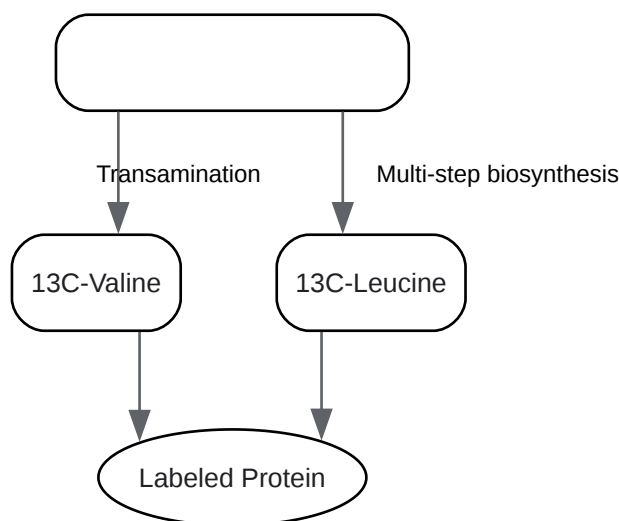 Transamination
Multi-step biosynthesis
13C-Valine
13C-Leucine
Labeled Protein